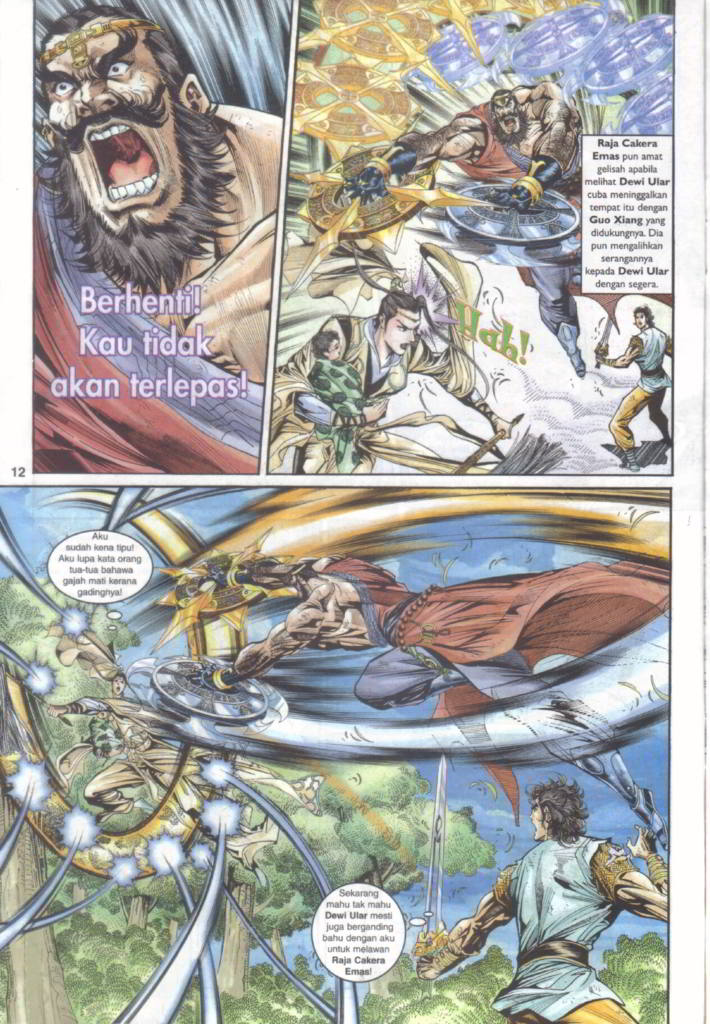 Berhenti!
Kau tidak
akan terlepas!
Raja Cakera
Emas pun amat
gelisah apabila
melihat Dewi Ular
cuba meninggalkan
tempat itu dengan
Guo Xiang yang
didukungnya. Dia
pun mengalihkan
serangannya
kepada Dewi Ular
dengan segera.
Hah!
12
Aku
sudah kena tipu!
Aku lupa kata orang
tua-tua bahawa
gajah mati kerana
gadingnya!
Sekarang
mahu tak mahu
Dewi Ular mesti
juga berganding
bahu dengan aku
untuk melawan
Raja Cakera
Emas!